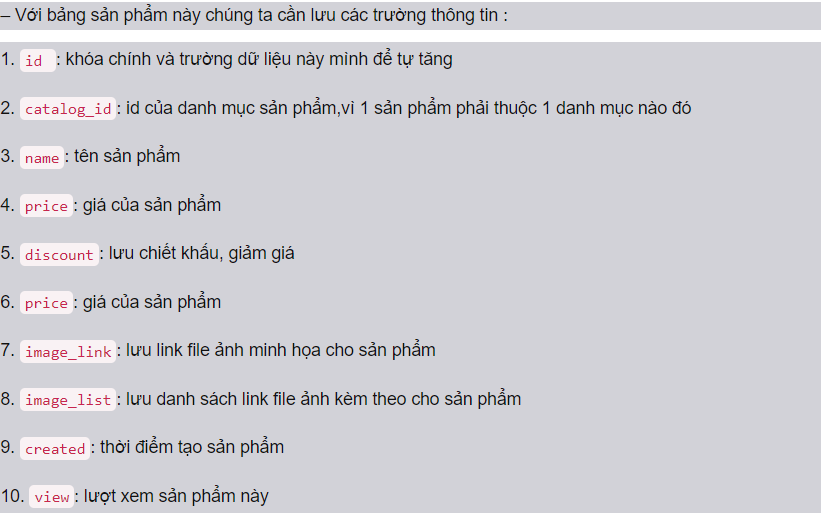 – Với bảng sản phẩm này chúng ta cần lưu các trường thông tin :
1. id : khóa chính và trường dữ liệu này mình để tự tăng
2. catalog_id: id của danh mục sản phẩm,vì 1 sản phẩm phải thuộc 1 danh mục nào đó
3. name: tên sản phẩm
4. price: giá của sản phẩm
5. discount: lưu chiết khấu, giảm giá
6. price: giá của sản phẩm
7. image_link: lưu link file ảnh minh họa cho sản phẩm
8. image_list: lưu danh sách link file ảnh kèm theo cho sản phẩm
9. created: thời điểm tạo sản phẩm
10. view: lượt xem sản phẩm này